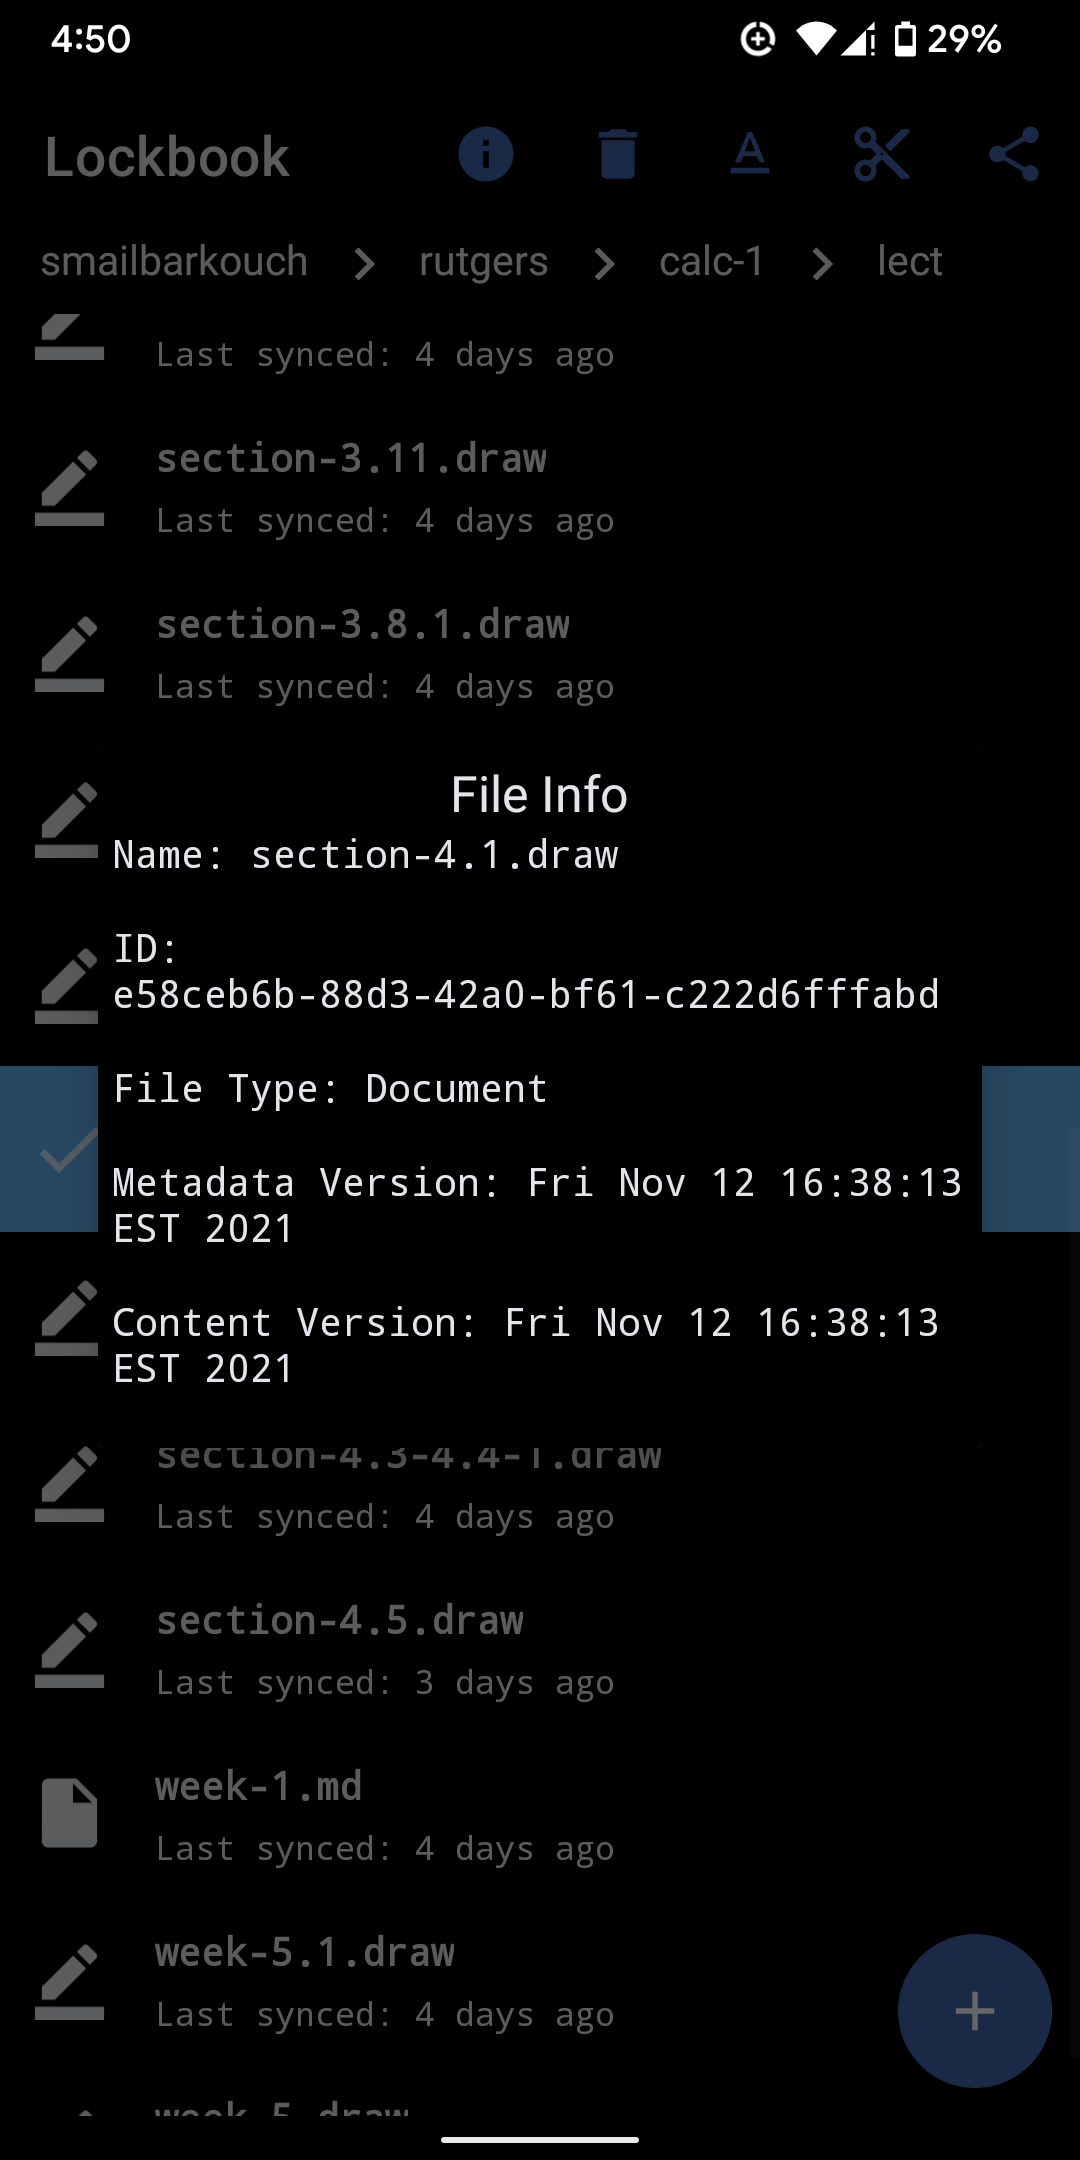 4:50
29%
Lockbook
smailbarkouch > rutgers > calc-1 > lect
Last synced: 4 days ago
section-3.11.draw
Last synced: 4 days ago
section-3.8.1.draw
Last synced: 4 days ago
File Info
Name: section-4.1.draw
ID:
e58ceb6b-88d3-42a0-bf61-c222d6fffabd
File Type: Document
Metadata Version: Fri Nov 12 16:38:13
EST 2021
Content Version: Fri Nov 12 16:38:13
EST 2021
section-4.3-4.4-1.draw
Last synced: 4 days ago
section-4.5.draw
Last synced: 3 days ago
week-1.md
Last synced: 4 days ago
week-5.1.draw
Last synced: 4 days ago
week-5.draw